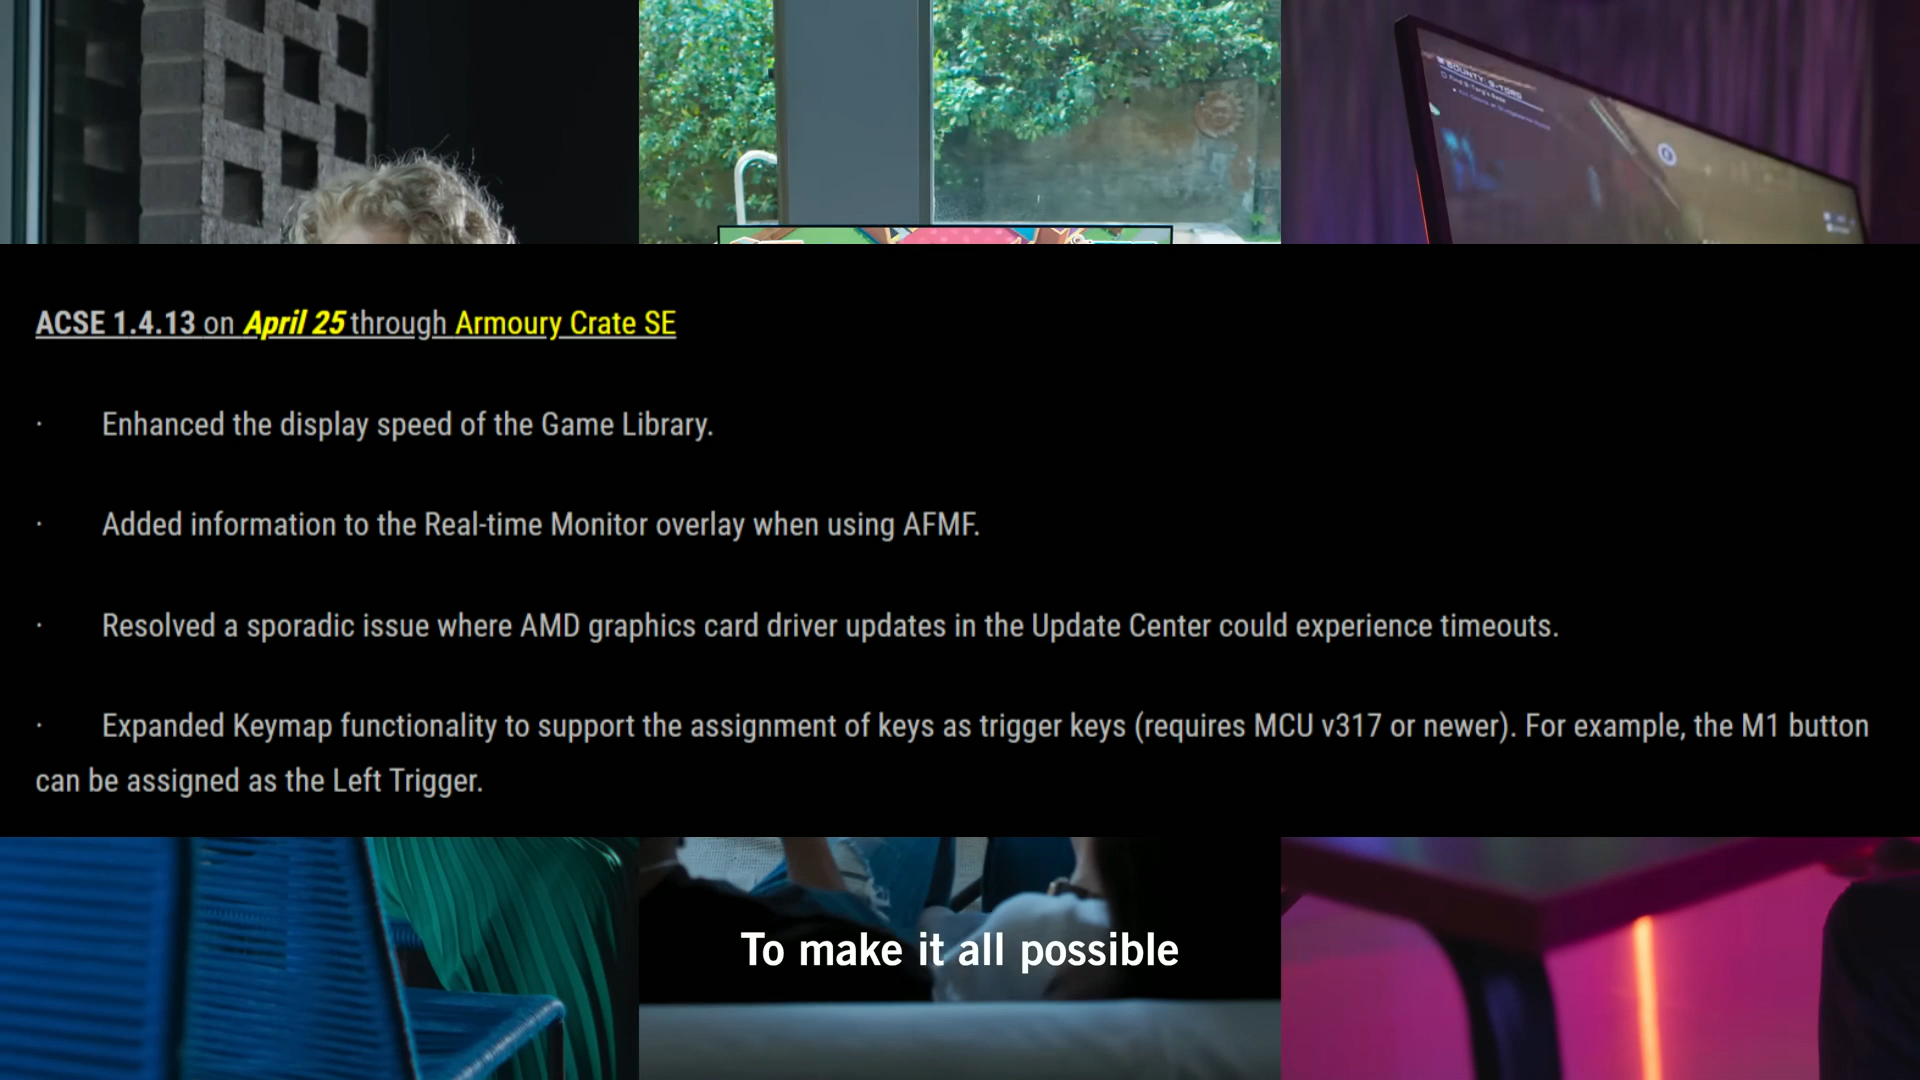 BOUNTY: 
ACSE 1.4.13 on April 25 through Armoury Crate SE
· Enhanced the display speed of the Game Library.
· Added information to the Real-time Monitor overlay when using AFMF.
· Resolved a sporadic issue where AMD graphics card driver updates in the Update Center could experience timeouts.
· Expanded Keymap functionality to support the assignment of keys as trigger keys (requires MCU v317 or newer). For example, the M1 button
can be assigned as the Left Trigger.
To make it all possible